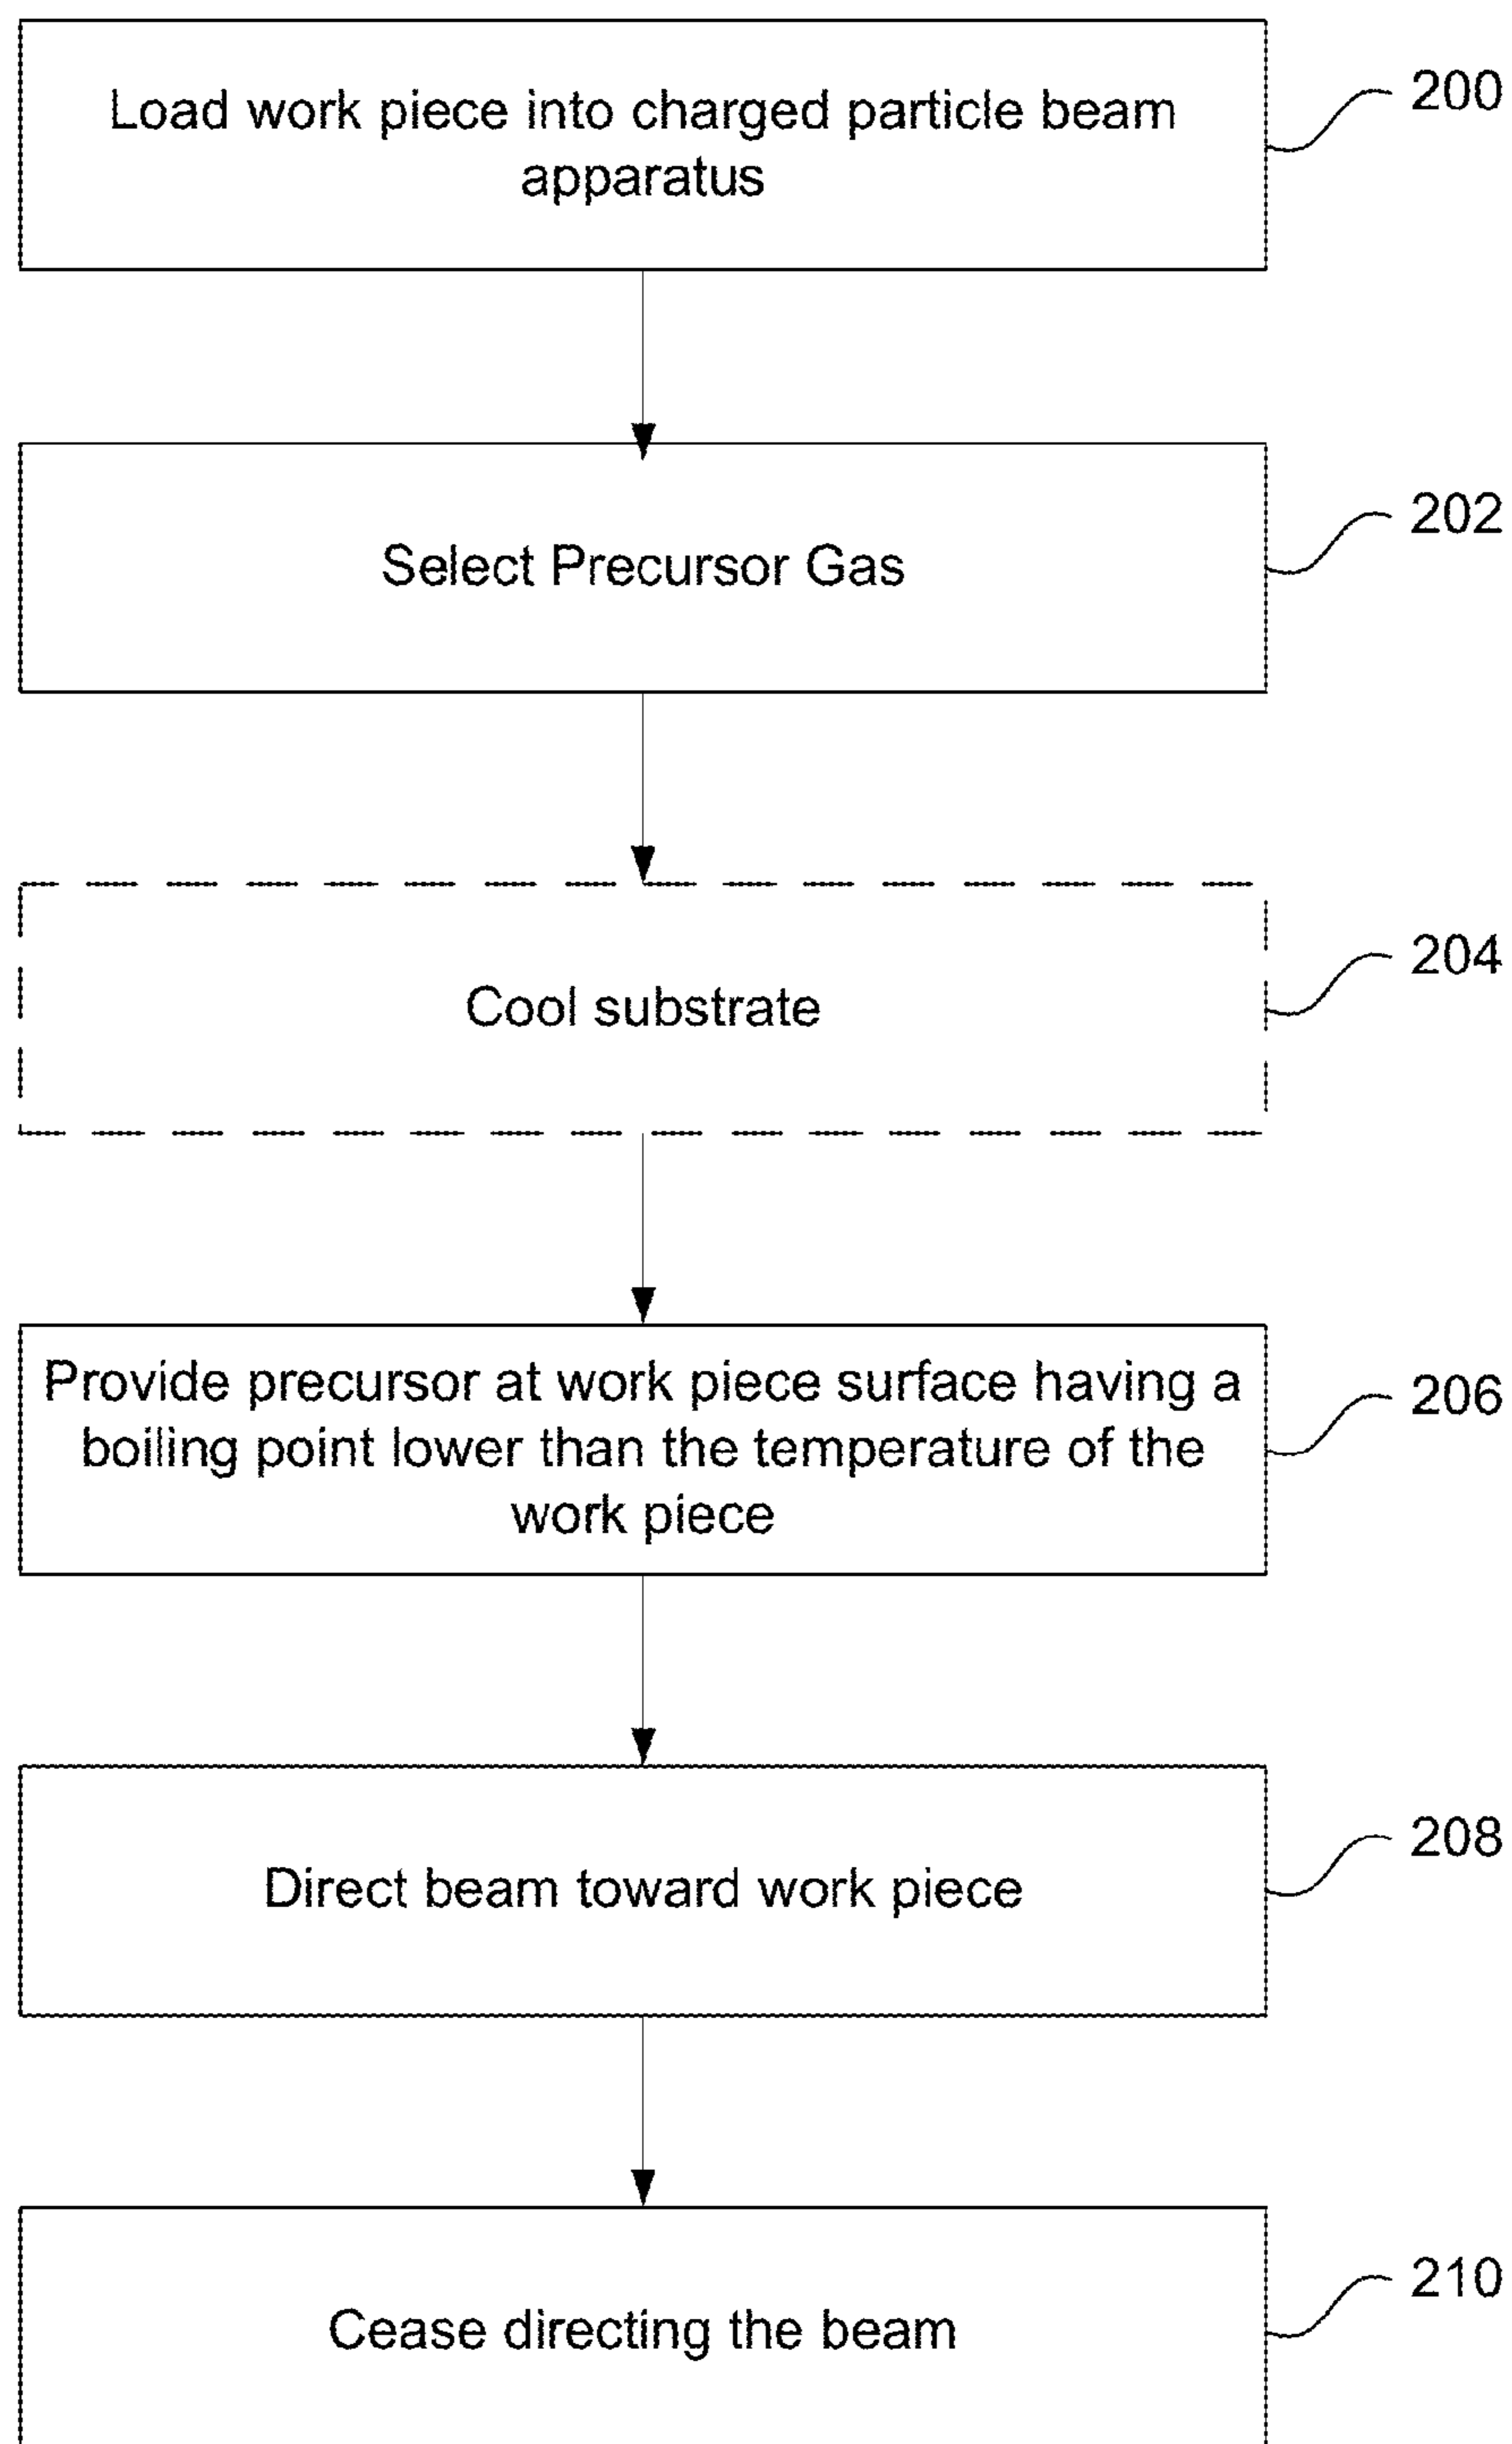 Load work piece into charged particle beam
apparatus
200
Select Precursor Gas
202
Cool substrate
204
Provide precursor at work piece surface having a
boiling point lower than the temperature of the
work piece
206
Direct beam toward work piece
208
Cease directing the beam
210